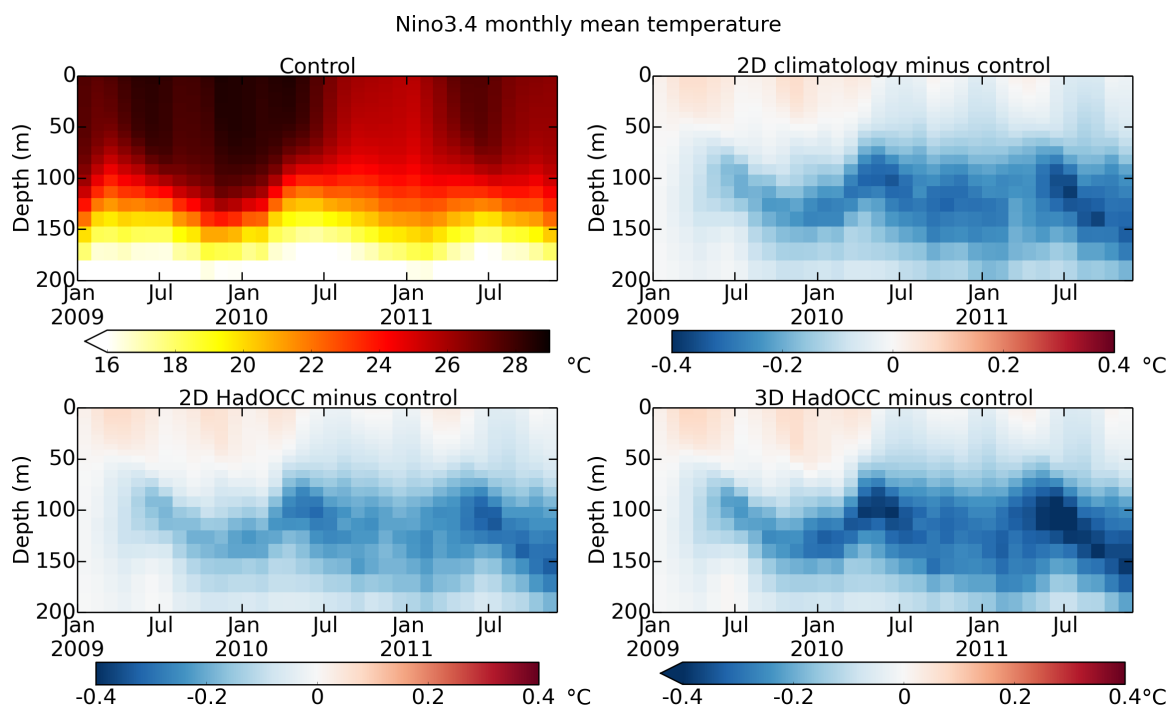 Nino3.4 monthly mean temperature
Control
0
50
100
150
200
Depth (m)
Jan Jul Jan Jul Jan Jul
2009 2010 2011
16 18 20 22 24 26 28 °C
2D climatology minus control
0
50
100
150
200
Depth (m)
Jan Jul Jan Jul Jan Jul
2009 2010 2011
-0.4 -0.2 0 0.2 0.4 °C
2D HadOCC minus control
0
50
100
150
200
Depth (m)
Jan Jul Jan Jul Jan Jul
2009 2010 2011
-0.4 -0.2 0 0.2 0.4 °C
3D HadOCC minus control
0
50
100
150
200
Depth (m)
Jan Jul Jan Jul Jan Jul
2009 2010 2011
-0.4 -0.2 0 0.2 0.4 °C